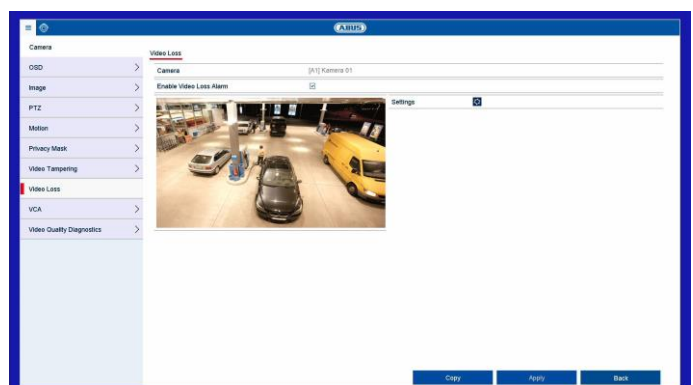 ABUS
Camera
OSD
Image
PTZ
Motion
Privacy Mask
Video Tampering
Video Loss
VCA
Video Quality Diagnostics
Video Loss
Camera [A1] Kamera 01
Enable Video Loss Alarm
Settings
Copy Apply Back